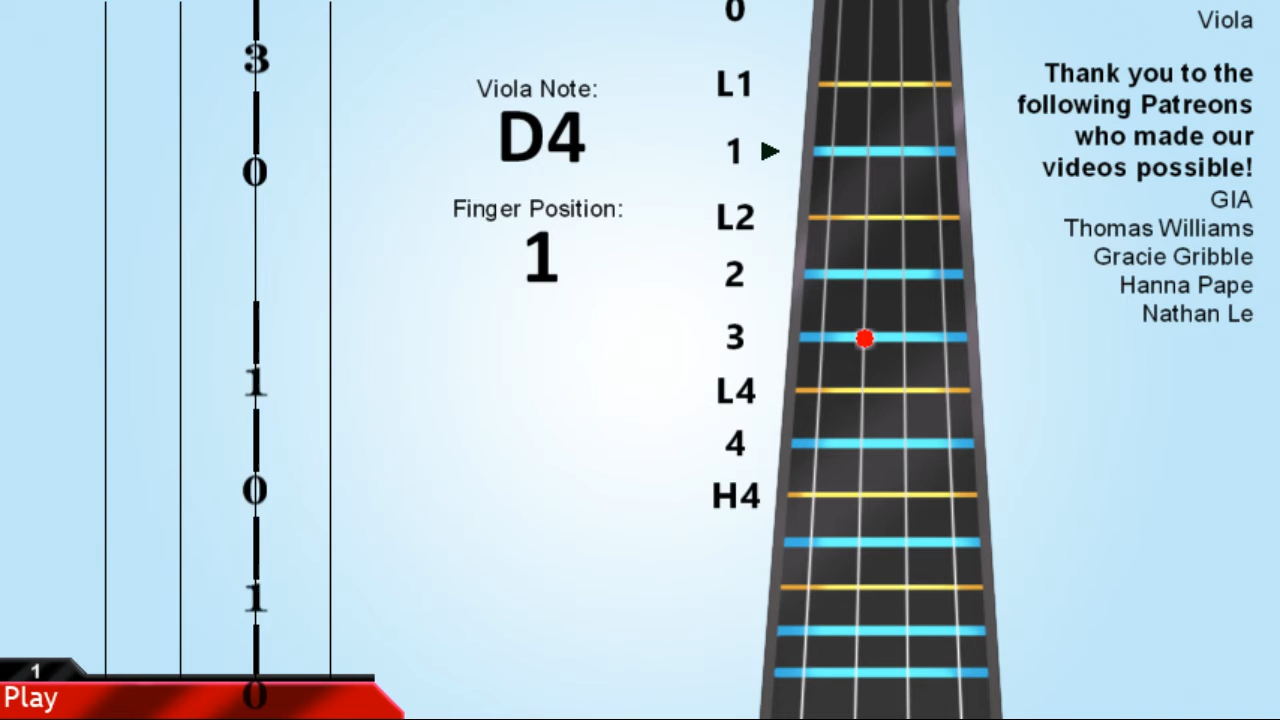 3
0
1
0
1
0
1
Play
Viola Note:
D4
Finger Position:
1
0
L1
1
L2
2
3
L4
4
H4
Viola
Thank you to the
following Patreons
who made our
videos possible!
GIA
Thomas Williams
Gracie Gribble
Hanna Pape
Nathan Le